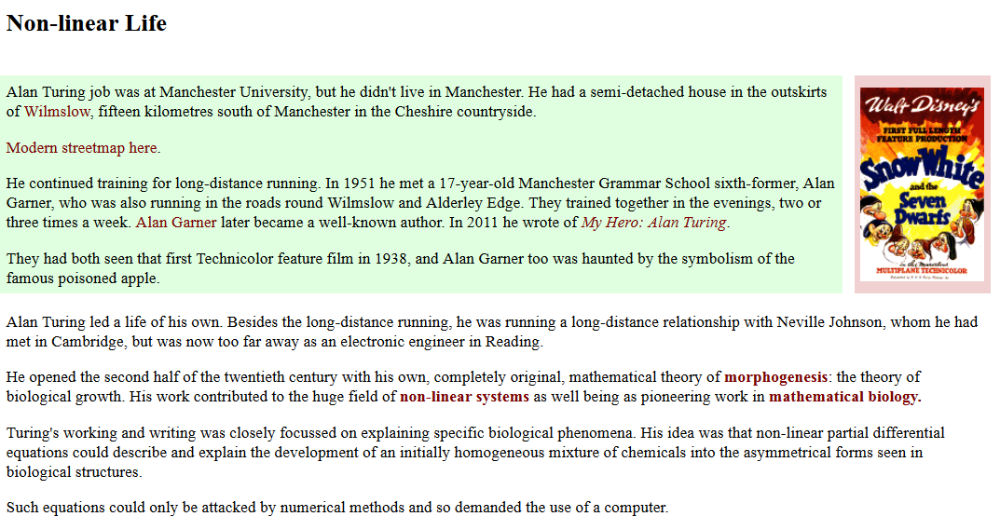 Non-linear Life
Alan Turing job was at Manchester University, but he didn't live in Manchester. He had a semi-detached house in the outskirts
of Wilmslow, fifteen kilometres south of Manchester in the Cheshire countryside.
Modern streetmap here.
He continued training for long-distance running. In 1951 he met a 17-year-old Manchester Grammar School sixth-former, Alan
Garner, who was also running in the roads round Wilmslow and Alderley Edge. They trained together in the evenings, two or
three times a week. Alan Garner later became a well-known author. In 2011 he wrote of My Hero: Alan Turing.
They had both seen that first Technicolor feature film in 1938, and Alan Garner too was haunted by the symbolism of the
famous poisoned apple.
Walt Disney's
FIRST FULL LENGTH
FEATURE PRODUCTION
Snow White
and the
Seven
Dwarfs
in the Marvelous
MULTIPLANE TECHNICOLOR
Alan Turing led a life of his own. Besides the long-distance running, he was running a long-distance relationship with Neville Johnson, whom he had
met in Cambridge, but was now too far away as an electronic engineer in Reading.
He opened the second half of the twentieth century with his own, completely original, mathematical theory of morphogenesis: the theory of
biological growth. His work contributed to the huge field of non-linear systems as well being as pioneering work in mathematical biology.
Turing's working and writing was closely focussed on explaining specific biological phenomena. His idea was that non-linear partial differential
equations could describe and explain the development of an initially homogeneous mixture of chemicals into the asymmetrical forms seen in
biological structures.
Such equations could only be attacked by numerical methods and so demanded the use of a computer.